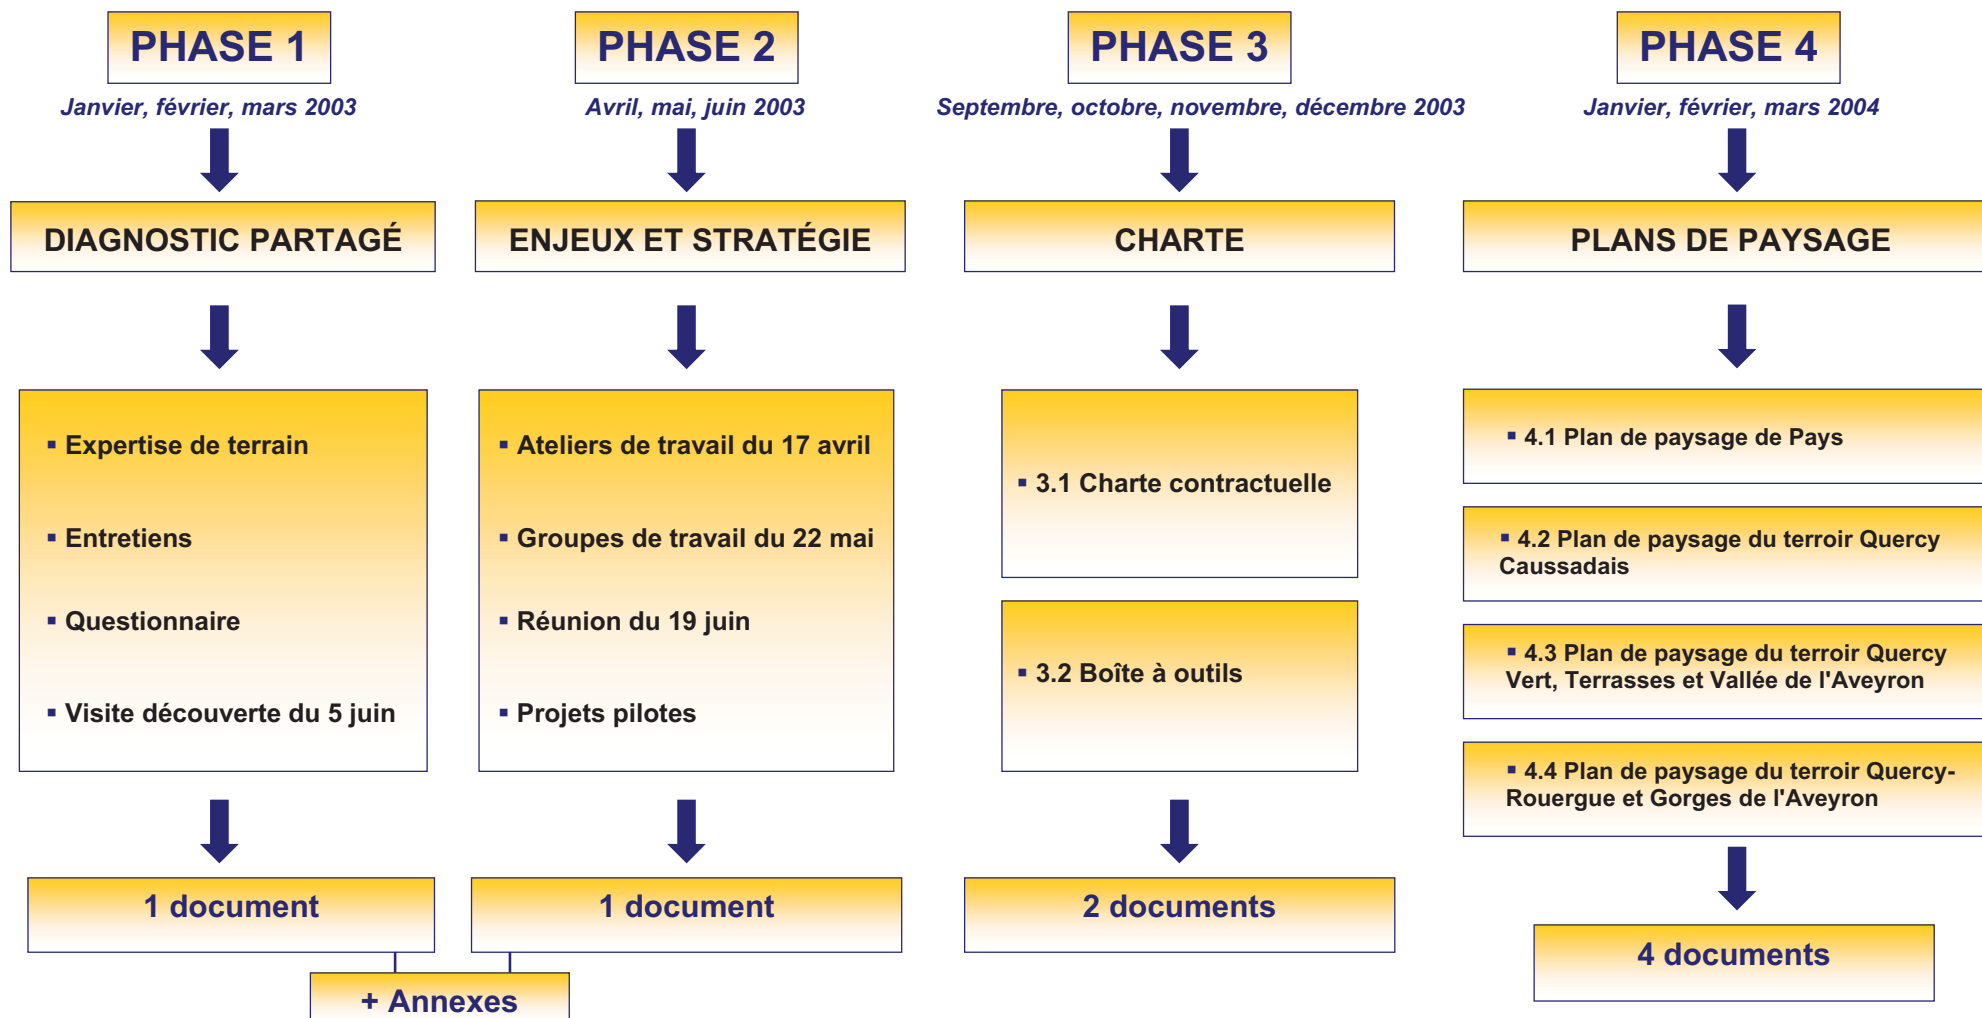 PHASE 1
Janvier, février, mars 2003
DIAGNOSTIC PARTAGÉ
▪ Expertise de terrain
▪ Entretiens
▪ Questionnaire
▪ Visite découverte du 5 juin
1 document
PHASE 2
Avril, mai, juin 2003
ENJEUX ET STRATÉGIE
▪ Ateliers de travail du 17 avril
▪ Groupes de travail du 22 mai
▪ Réunion du 19 juin
▪ Projets pilotes
1 document
+ Annexes
PHASE 3
Septembre, octobre, novembre, décembre 2003
CHARTE
▪ 3.1 Charte contractuelle
▪ 3.2 Boîte à outils
2 documents
PHASE 4
Janvier, février, mars 2004
PLANS DE PAYSAGE
▪ 4.1 Plan de paysage de Pays
▪ 4.2 Plan de paysage du terroir Quercy
Caussadais
▪ 4.3 Plan de paysage du terroir Quercy
Vert, Terrasses et Vallée de l'Aveyron
▪ 4.4 Plan de paysage du terroir Quercy-
Rouergue et Gorges de l'Aveyron
4 documents